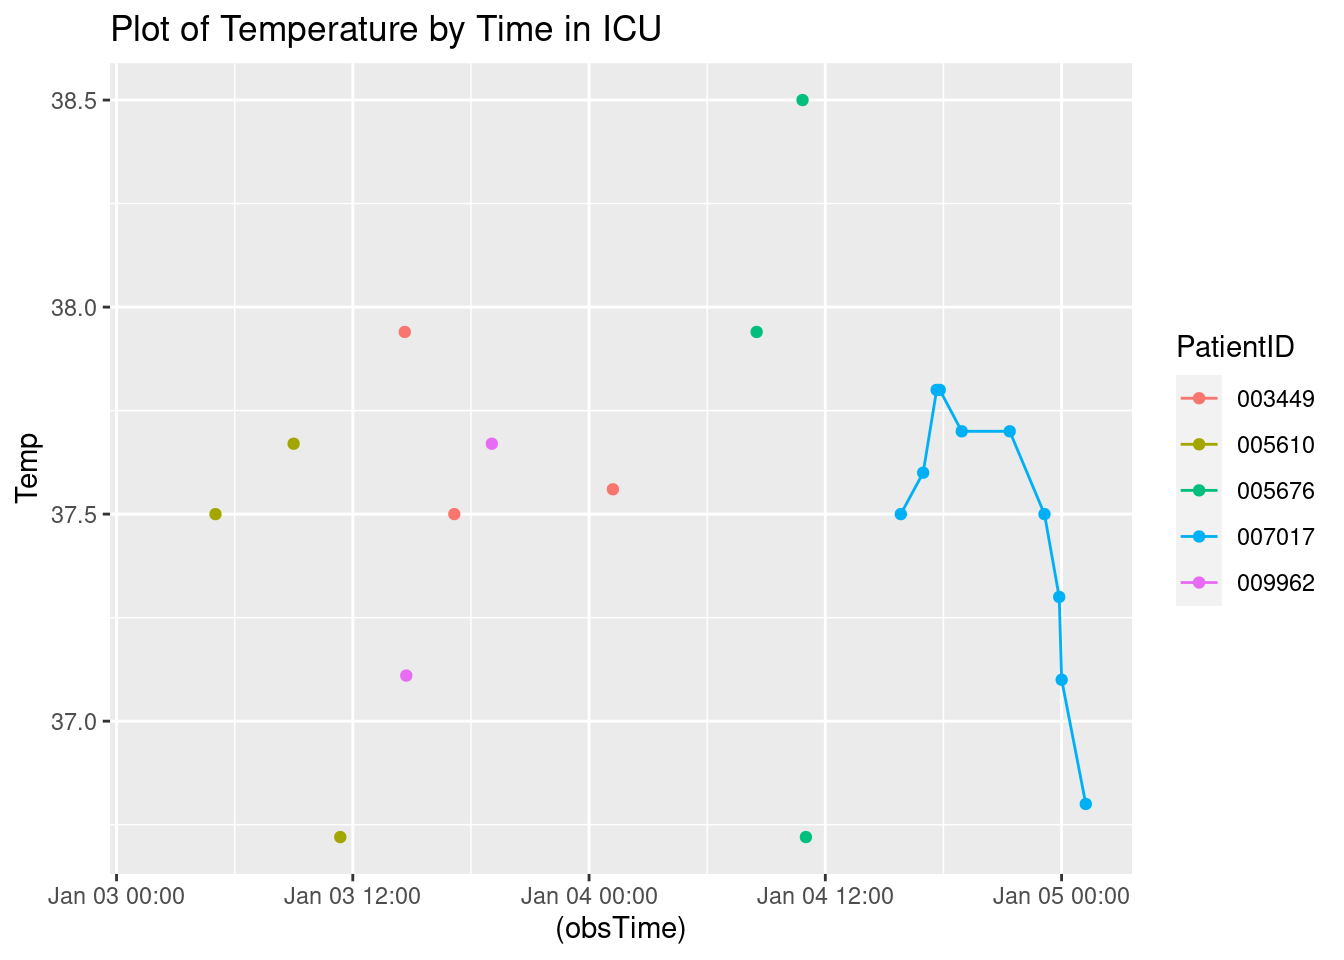 Plot of Temperature by Time in ICU
38.5
38.0
37.5
37.0
Temp
Jan 03 00:00
Jan 03 12:00
Jan 04 00:00
Jan 04 12:00
Jan 05 00:00
(obsTime)
PatientID
003449
005610
005676
007017
009962